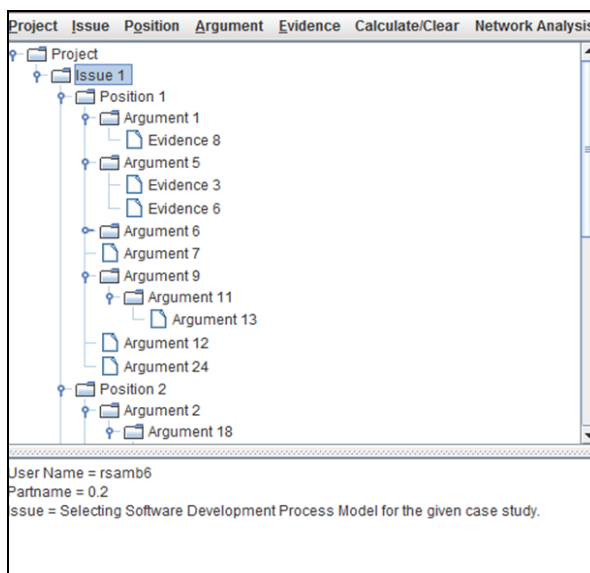 Project Issue Position Argument Evidence Calculate/Clear Network Analysis
Project
Issue 1
Position 1
Argument 1
Evidence 8
Argument 5
Evidence 3
Evidence 6
Argument 6
Argument 7
Argument 9
Argument 11
Argument 13
Argument 12
Argument 24
Position 2
Argument 2
Argument 18
User Name = rsamb6
Partname = 0.2
Issue = Selecting Software Development Process Model for the given case study.